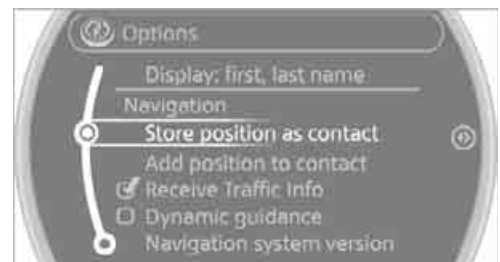 Options
Display: first, last name
Navigation
Store position as contact
Add position to contact
Receive Traffic Info
Dynamic guidance
Navigation system version